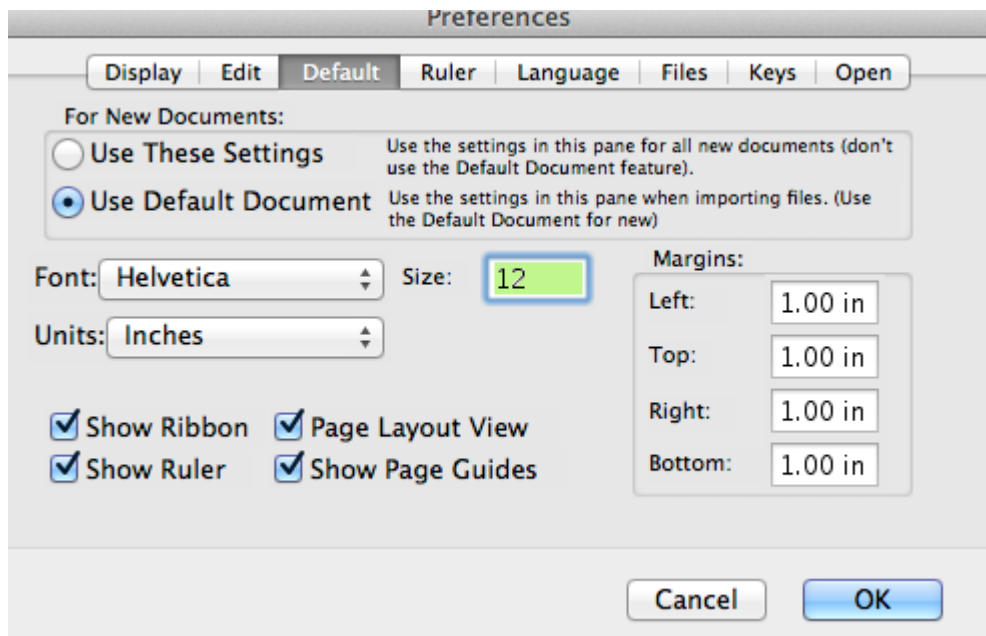 Preferences
Display Edit Default Ruler Language Files Keys Open
For New Documents:
Use These Settings
Use the settings in this pane for all new documents (don't
use the Default Document feature).
Use Default Document
Use the settings in this pane when importing files. (Use
the Default Document for new)
Font: Helvetica Size: 12
Units: Inches
Margins:
Left: 1.00 in
Top: 1.00 in
Right: 1.00 in
Bottom: 1.00 in
Show Ribbon Page Layout View
Show Ruler Show Page Guides
Cancel OK